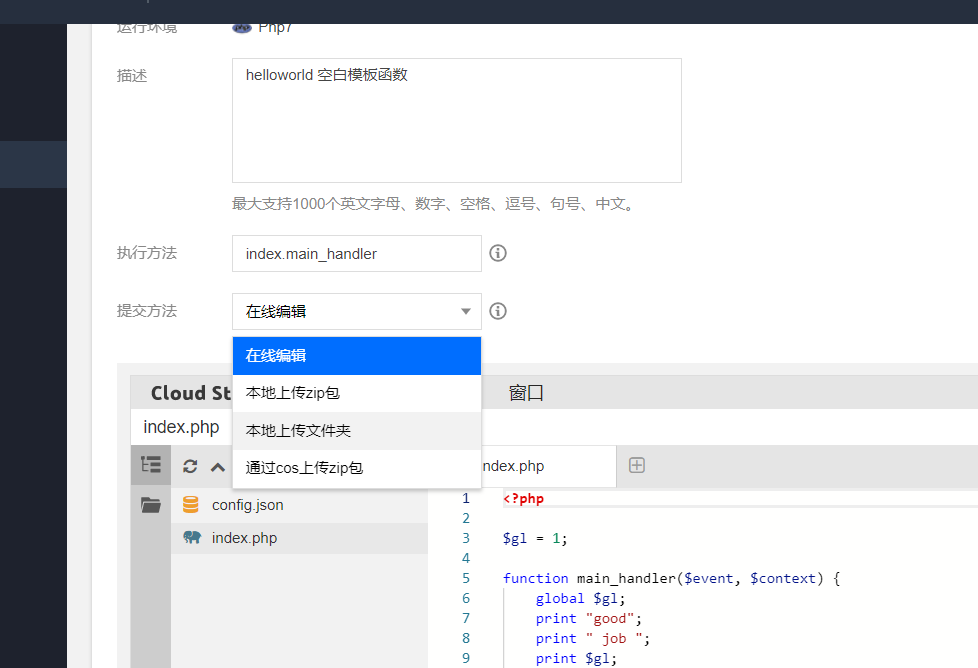 运行环境 Php7
描述 helloworld 空白模板函数
最大支持1000个英文字母、数字、空格、逗号、句号、中文。
执行方法 index.main_handler
提交方法 在线编辑
在线编辑
本地上传zip包
本地上传文件夹
通过cos上传zip包
Cloud St 窗口
index.php
ndex.php
config.json
index.php
1 <?php
2
3 $gl = 1;
4
5 function main_handler($event, $context) {
6 global $gl;
7 print "good";
8 print " job ";
9 print $gl;